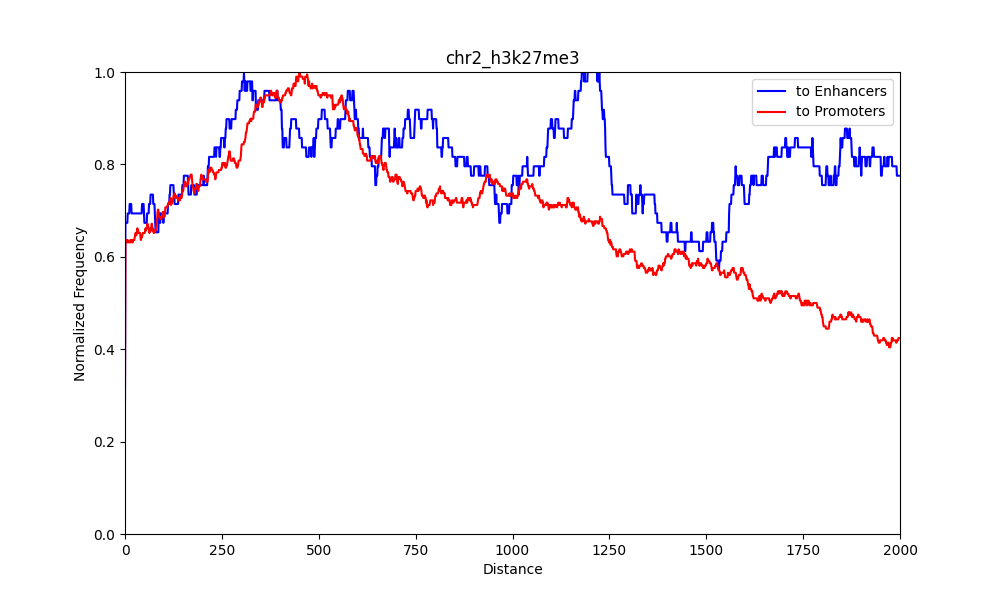 chr2_h3k27me3
to Enhancers
to Promoters
Normalized Frequency
1.0
0.8
0.6
0.4
0.2
0.0
0 250 500 750 1000 1250 1500 1750 2000
Distance